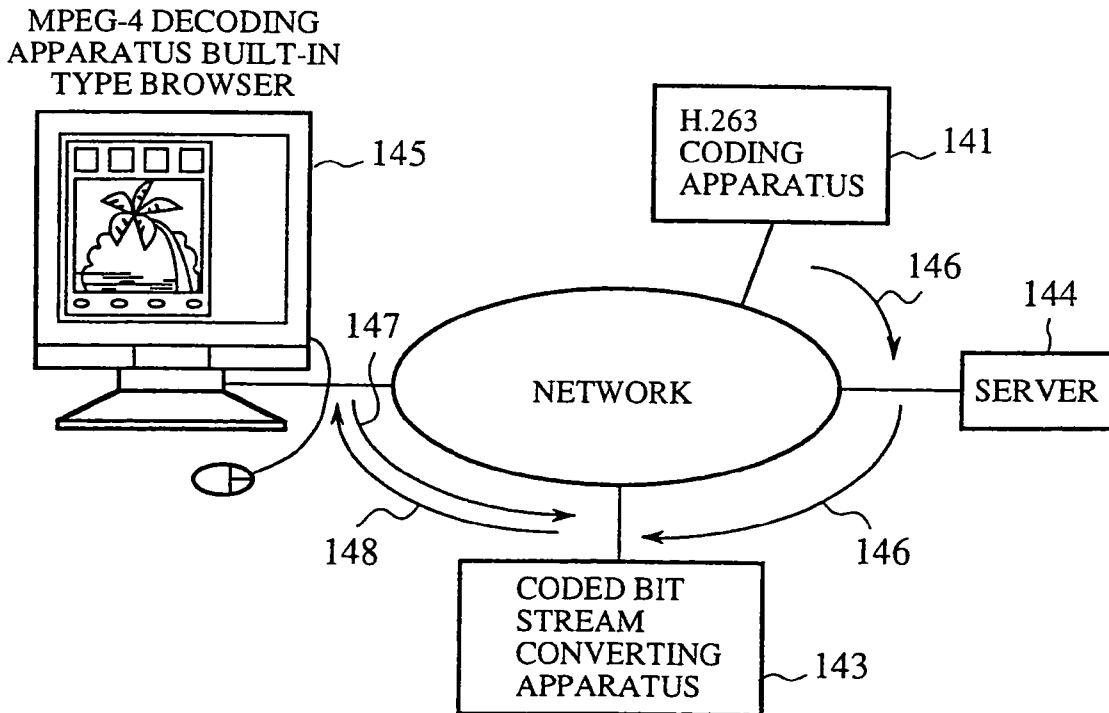 MPEG-4 DECODING
APPARATUS BUILT-IN
TYPE BROWSER
145
H.263
CODING
APPARATUS
141
146
144
147
NETWORK
SERVER
148
146
CODED BIT
STREAM
CONVERTING
APPARATUS
143